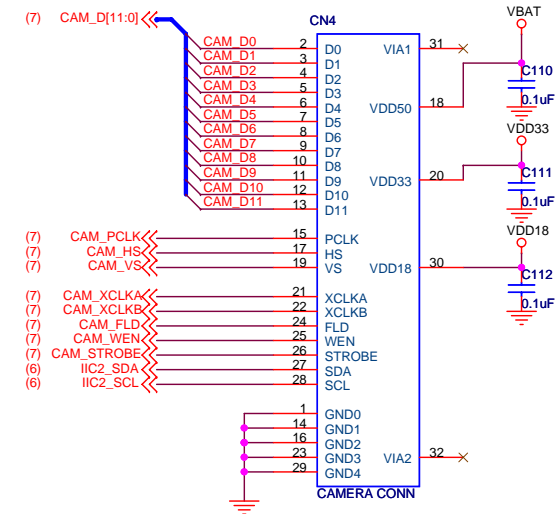 (7) CAM_D[11:0] CN4 VBAT
CAM_D0 2 D0 VIA1 31
CAM_D1 3 D1
CAM_D2 4 D2 C110
CAM_D3 5 D3
CAM_D4 6 D4 VDD50 18 0.1uF
CAM_D5 7 D5
CAM_D6 8 D6 VDD33
CAM_D7 9 D7
CAM_D8 10 D8 C111
CAM_D9 11 D9 VDD33 20
CAM_D10 12 D10 0.1uF
CAM_D11 13 D11
VDD18
(7) CAM_PCLK 15 PCLK
(7) CAM_HS 17 HS
(7) CAM_VS 19 VS VDD18 30 C112
(7) CAM_XCLKA 21 XCLKA 0.1uF
(7) CAM_XCLKB 22 XCLKB
(7) CAM_FLD 24 FLD
(7) CAM_WEN 25 WEN
(7) CAM_STROBE 26 STROBE
(6) IIC2_SDA 27 SDA
(6) IIC2_SCL 28 SCL
1 GND0
14 GND1
16 GND2
23 GND3 VIA2 32
29 GND4
CAMERA CONN